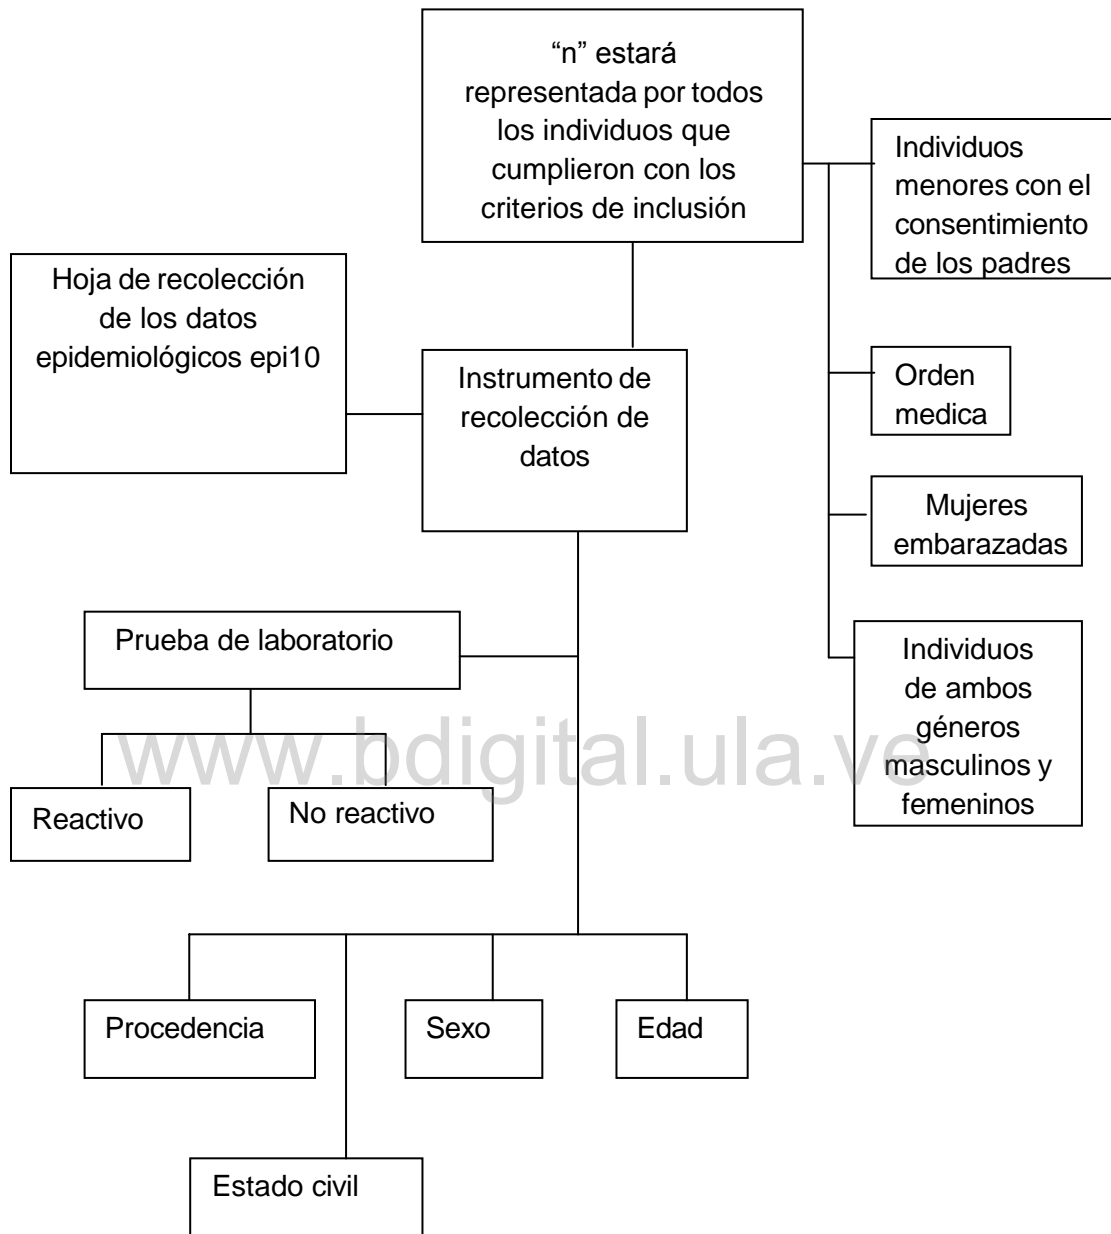 “n” estará
representada por todos
los individuos que
cumplieron con los
criterios de inclusión
Individuos
menores con el
consentimiento
de los padres
Hoja de recolección
de los datos
epidemiológicos epi10
Instrumento de
recolección de
datos
Orden
medica
Mujeres
embarazadas
Individuos
de ambos
géneros
masculinos y
femeninos
Prueba de laboratorio
www.bdigital.ula.ve
Reactivo
No reactivo
Procedencia
Sexo
Edad
Estado civil